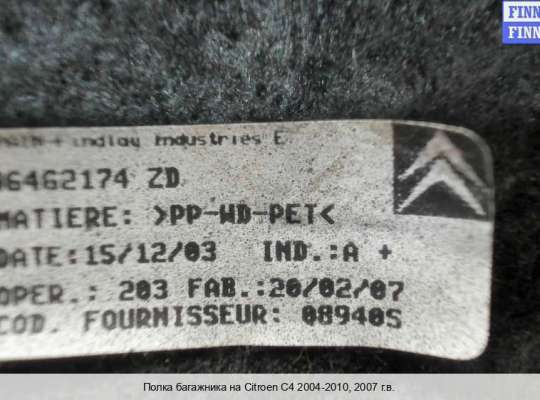 FINN
FINN
Industries E
6462174 ZD
MATIERE: >PP-WD-PET<
DATE:15/12/03 IND.:A +
OPER.: 203 FAB.:20/02/07
COD. FOURNISSEUR: 08940S
Полка багажника на Citroen C4 2004-2010, 2007 г.в.